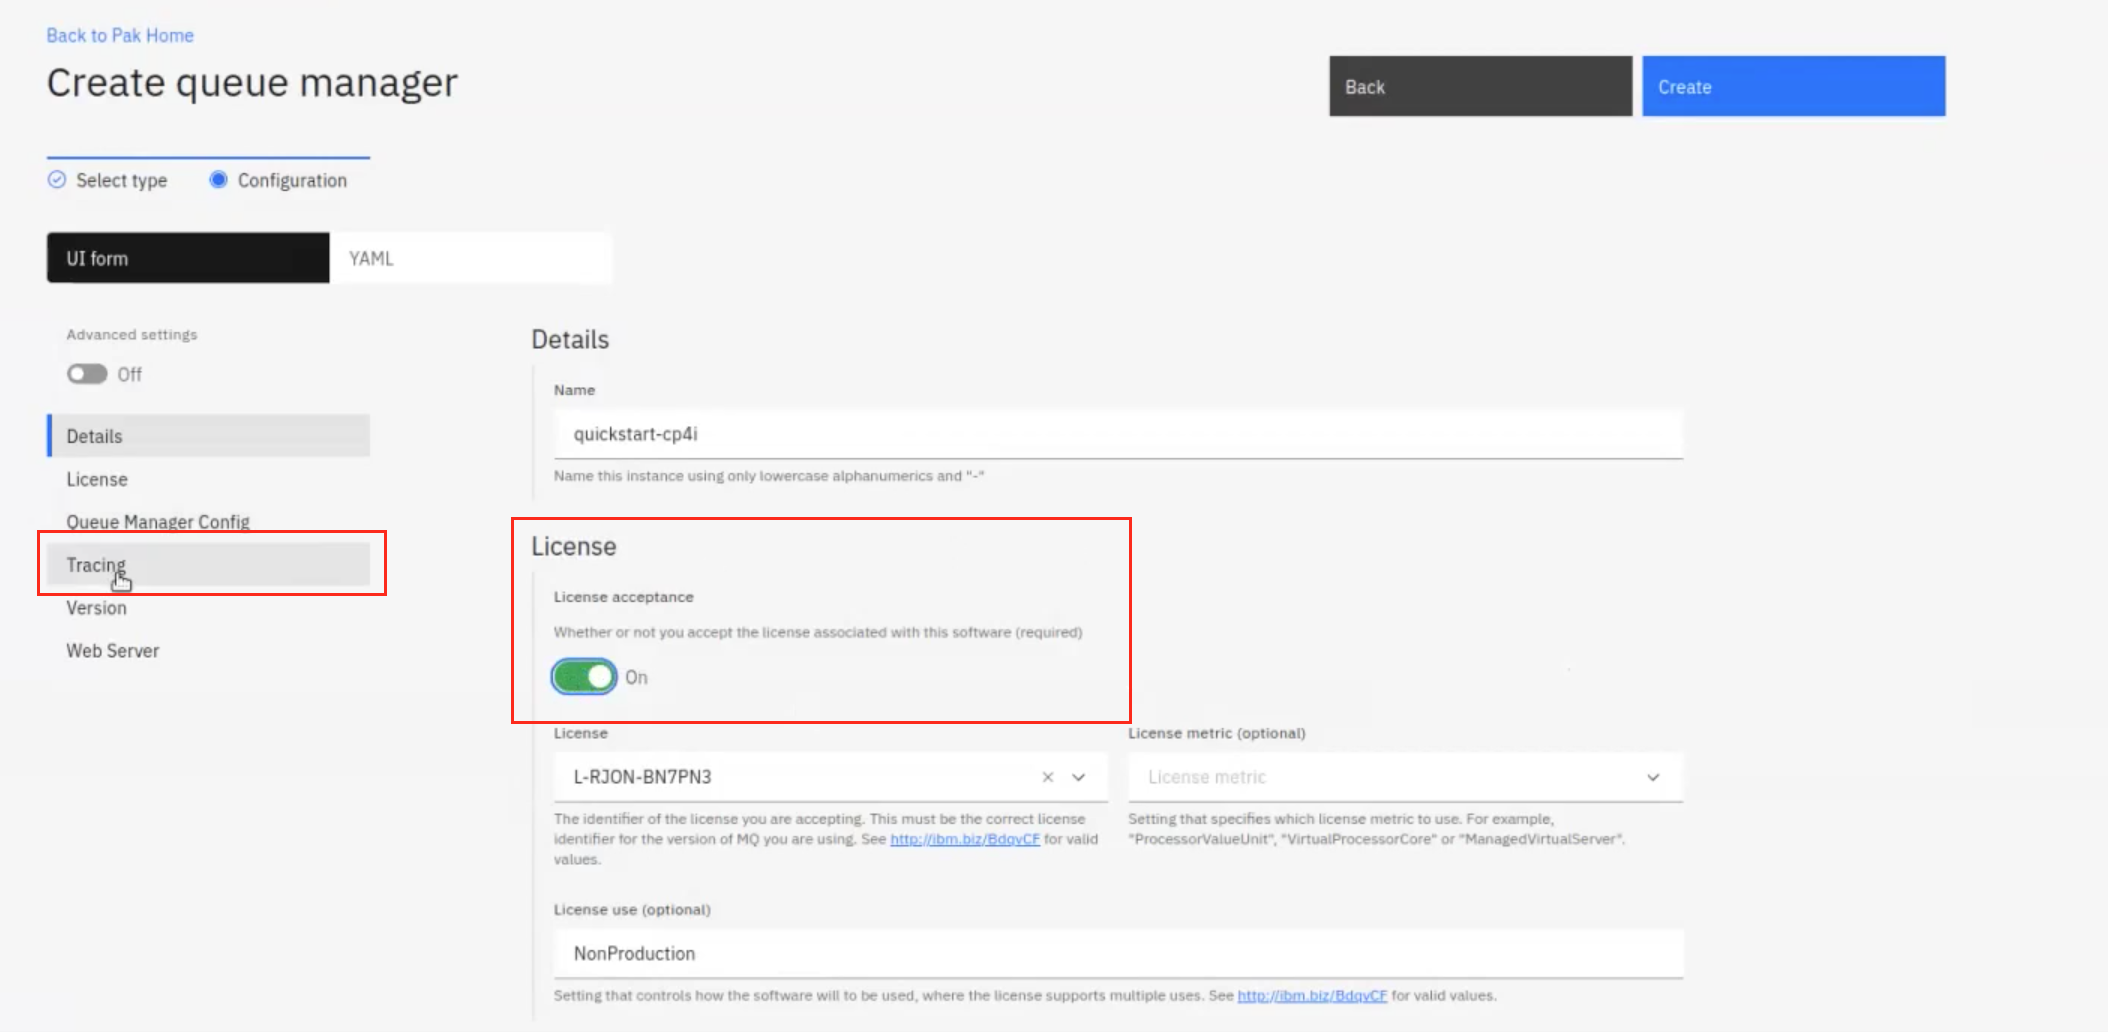 Back to Pak Home
Create queue manager
Back
Create
Select type
Configuration
UI form
YAML
Advanced settings
Off
Details
License
Queue Manager Config
Tracing
Version
Web Server
Details
Name
quickstart-cp4i
Name this instance using only lowercase alphanumerics and "-"
License
License acceptance
Whether or not you accept the license associated with this software (required)
On
License
L-RJON-BN7PN3
The identifier of the license you are accepting. This must be the correct license
identifier for the version of MQ you are using. See http://ibm.biz/BdqvCF for valid
values.
License metric (optional)
License metric
Setting that specifies which license metric to use. For example,
"ProcessorValueUnit", "VirtualProcessorCore" or "ManagedVirtualServer".
License use (optional)
NonProduction
Setting that controls how the software will to be used, where the license supports multiple uses. See http://ibm.biz/BdqvCF for valid values.